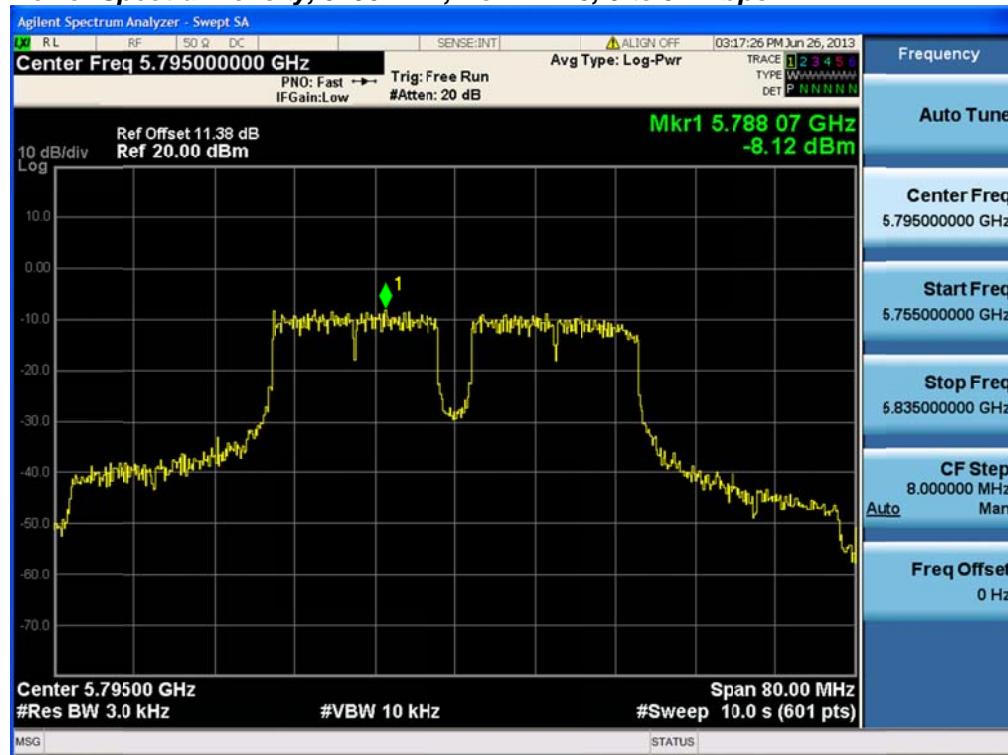 Agilent Spectrum Analyzer - Swept SA
RL RF 50 Ω DC SENSE:INT ALIGN OFF 03:17:26 PM Jun 26, 2013
Center Freq 5.795000000 GHz
PNO: Fast
IFGain:Low
Trig: Free Run
#Atten: 20 dB
Avg Type: Log-Pwr
TRACE 1 2 3 4 5 6
TYPE
DET P N N N N N
Mkr1 5.788 07 GHz
-8.12 dBm
Ref Offset 11.38 dB
10 dB/div Ref 20.00 dBm
Log
10.0
0.00
-10.0
-20.0
-30.0
-40.0
-50.0
-60.0
-70.0
1
Center 5.79500 GHz
Span 80.00 MHz
#Res BW 3.0 kHz
#VBW 10 kHz
#Sweep 10.0 s (601 pts)
MSG
STATUS
Frequency
Auto Tune
Center Freq
5.795000000 GHz
Start Freq
5.755000000 GHz
Stop Freq
5.835000000 GHz
CF Step
8.000000 MHz
Auto Man
Freq Offset
0 Hz